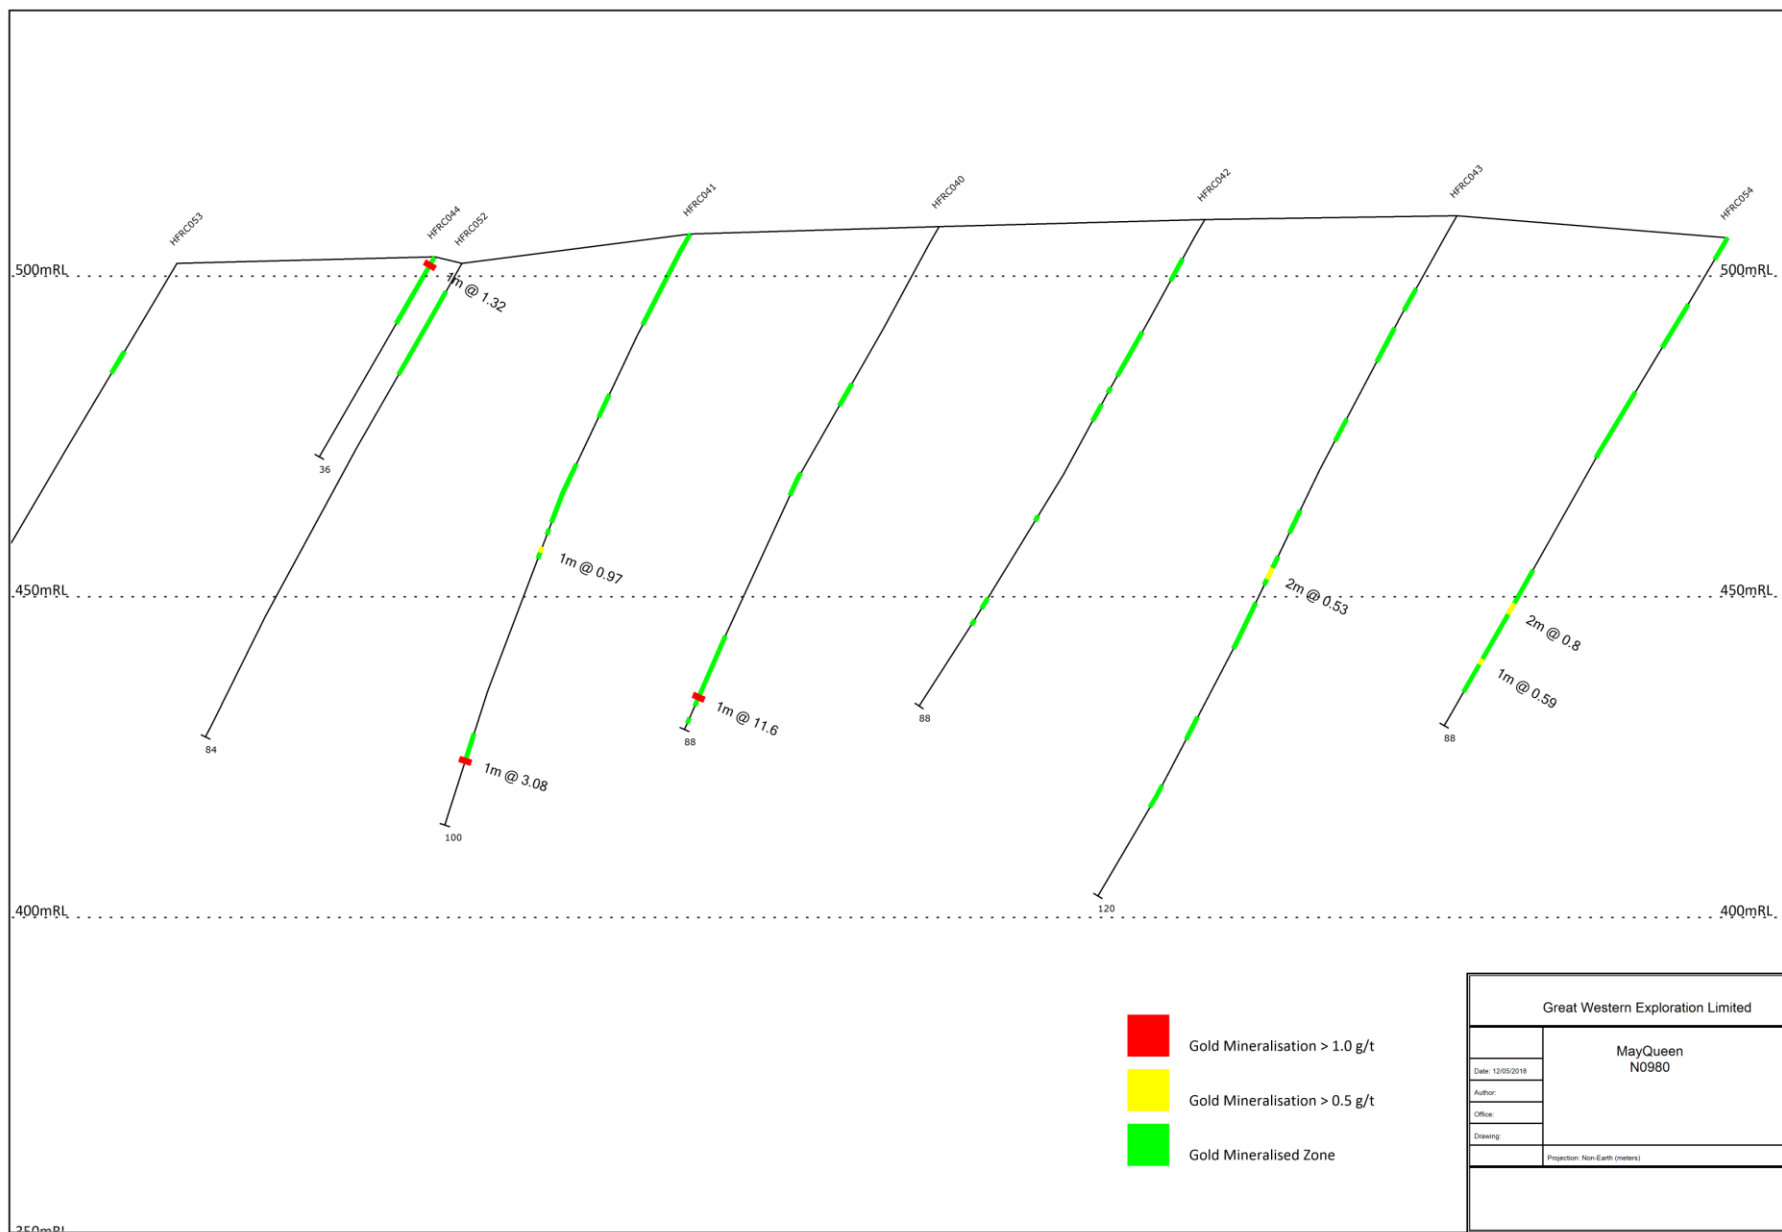 HFRC053
HFRC044
HFRC052
HFRC041
HFRC040
HFRC042
HFRC043
HFRC054
500mRL
500mRL
1m @ 1.32
36
1m @ 0.97
2m @ 0.53
450mRL
450mRL
2m @ 0.8
1m @ 0.59
1m @ 11.6
84
88
88
88
1m @ 3.08
100
120
400mRL
400mRL
Gold Mineralisation > 1.0 g/t
Gold Mineralisation > 0.5 g/t
Gold Mineralised Zone
Great Western Exploration Limited
MayQueen
N0980
Date: 12/05/2018
Author:
Office:
Drawing:
Projection: Non-Earth (meters)
350mRL